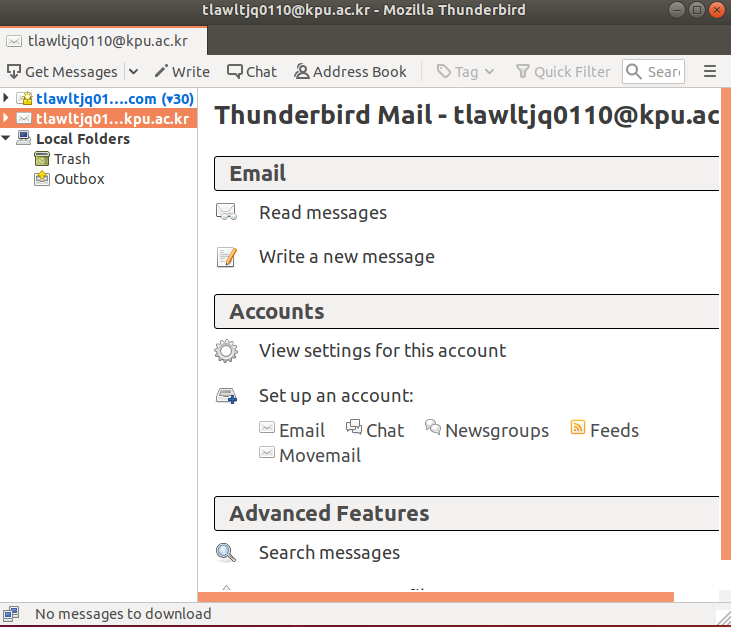 tlawltjq0110@kpu.ac.kr - Mozilla Thunderbird
tlawltjq0110@kpu.ac.kr
Get Messages Write Chat Address Book Tag Quick Filter Sear
tlawltjq01....com (▾30)
tlawltjq01...kpu.ac.kr
Local Folders
Trash
Outbox
Thunderbird Mail - tlawltjq0110@kpu.ac
Email
Read messages
Write a new message
Accounts
View settings for this account
Set up an account:
Email Chat Newsgroups Feeds
Movemail
Advanced Features
Search messages
No messages to download